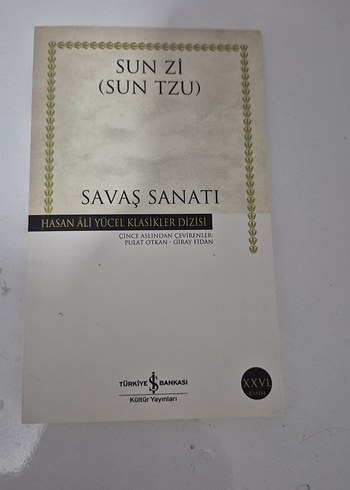 SUN Zİ
(SUN TZU)
SAVAŞ SANATI
HASAN ÂLİ YÜCEL KLASİKLER DİZİSİ
ÇİNCE ASLINDAN ÇEVİRENLER:
PULAT OTKAN - GİRAY FİDAN
TÜRKİYE İŞ BANKASI
Kültür Yayınları
XXVI.
BASIM